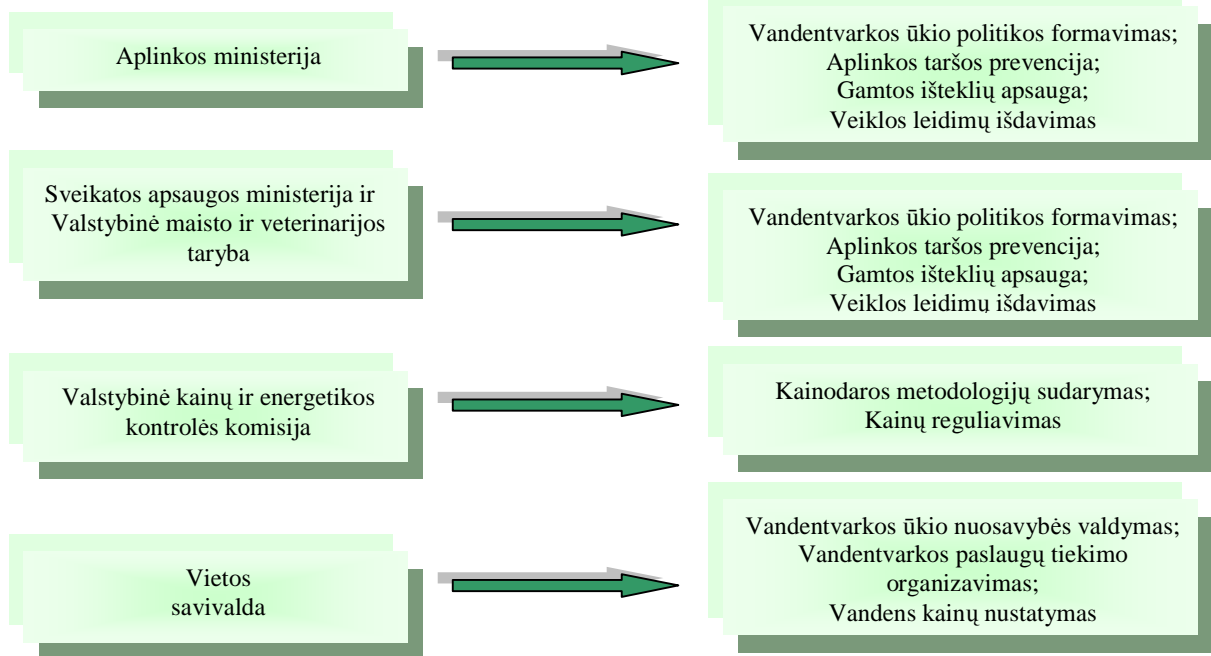 Aplinkos ministerija
Vandentvarkos ūkio politikos formavimas;
Aplinkos taršos prevencija;
Gamtos išteklių apsauga;
Veiklos leidimų išdavimas
Sveikatos apsaugos ministerija ir
Valstybinė maisto ir veterinarijos
taryba
Vandentvarkos ūkio politikos formavimas;
Aplinkos taršos prevencija;
Gamtos išteklių apsauga;
Veiklos leidimų išdavimas
Valstybinė kainų ir energetikos
kontrolės komisija
Kainodaros metodologijų sudarymas;
Kainų reguliavimas
Vietos
savivalda
Vandentvarkos ūkio nuosavybės valdymas;
Vandentvarkos paslaugų tiekimo
organizavimas;
Vandens kainų nustatymas